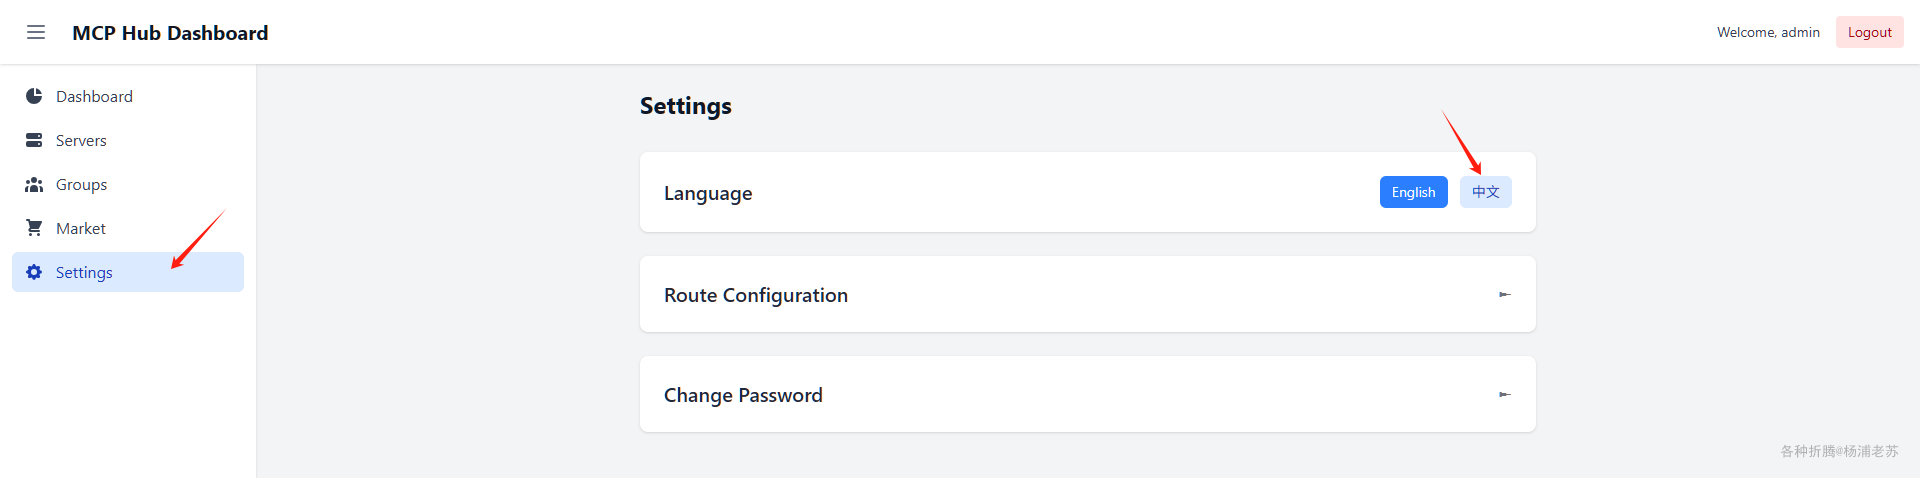 MCP Hub Dashboard
Welcome, admin
Logout
Dashboard
Servers
Groups
Market
Settings
Settings
Language
English
中文
Route Configuration
Change Password
各种折腾@杨浦老苏